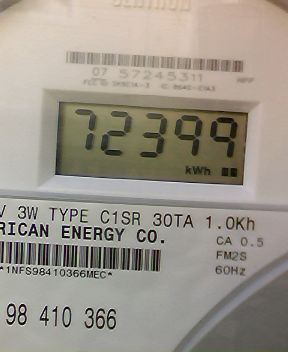 CENTRON
07 57245311
72399
kWh
V 3W TYPE C1SR 30TA 1.0Kh
RICAN ENERGY CO.
CA 0.5
FM2S
60Hz
*1NFS98410366MEC*
98 410 366